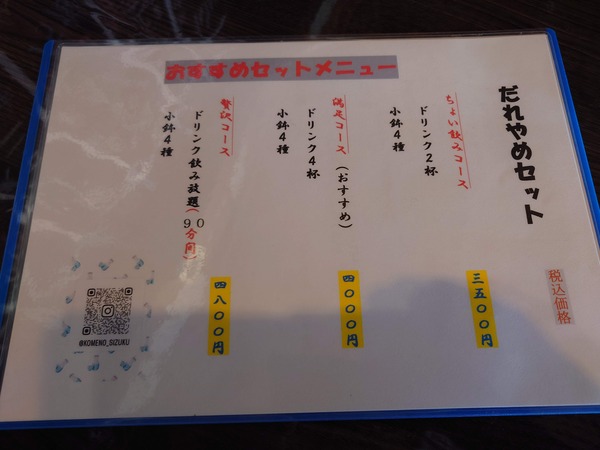 おすすめセットメニュー
だれやめセット
税込価格
ちょい飲みコース
ドリンク2杯
小鉢4種
三五〇〇円
満足コース(おすすめ)
ドリンク4杯
小鉢4種
四〇〇〇円
贅沢コース
ドリンク飲み放題(90分間)
小鉢4種
四八〇〇円
@KOMENO_SIZUKU